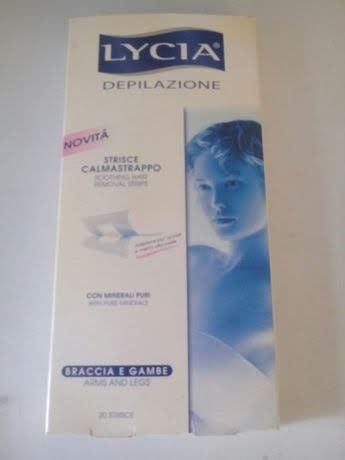 LYCIA®
DEPILAZIONE
NOVITÀ
STRISCE
CALMASTRAPPO
SOOTHING HAIR
REMOVAL STRIPS
CON MINERALI PURI
WITH PURE MINERALS
BRACCIA E GAMBE
ARMS AND LEGS
20 STRISCE